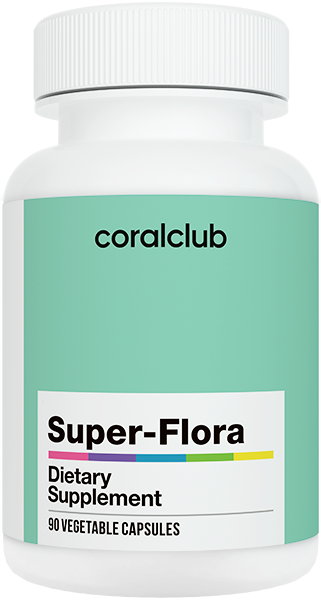 coralclub
Super-Flora
Dietary
Supplement
90 VEGETABLE CAPSULES